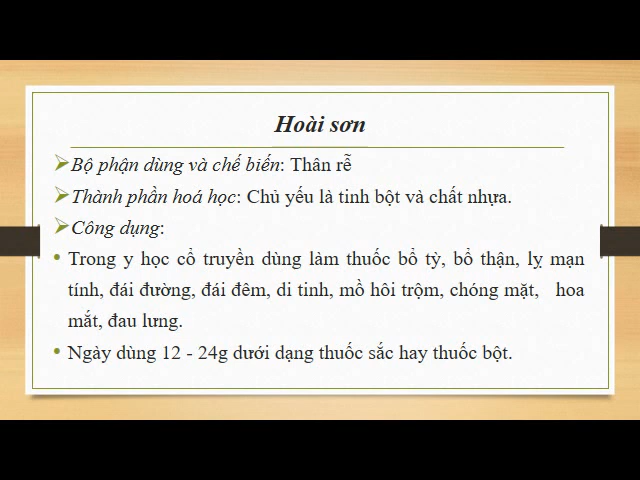 Hoài sơn
Bộ phận dùng và chế biến: Thân rễ
Thành phần hoá học: Chủ yếu là tinh bột và chất nhựa.
Công dụng:
Trong y học cổ truyền dùng làm thuốc bổ tỳ, bổ thận, lỵ mạn
tính, đái đường, đái đêm, di tinh, mồ hôi trộm, chóng mặt, hoa
mắt, đau lưng.
Ngày dùng 12 - 24g dưới dạng thuốc sắc hay thuốc bột.